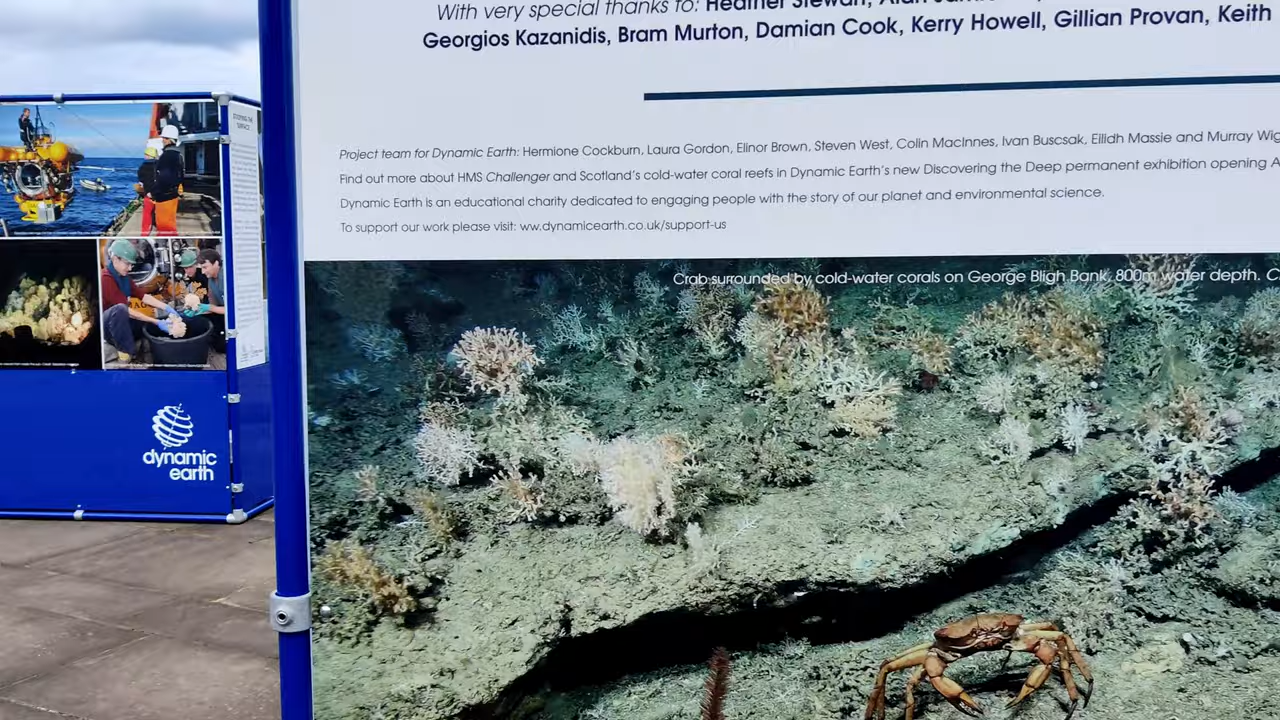 With very special thanks to: Heather Stewart, Alan
Georgios Kazanidis, Bram Murton, Damian Cook, Kerry Howell, Gillian Provan, Keith
Project team for Dynamic Earth: Hermione Cockburn, Laura Gordon, Elinor Brown, Steven West, Colin MacInnes, Ivan Buscsak, Eilidh Massie and Murray
Find out more about HMS Challenger and Scotland's cold-water coral reefs in Dynamic Earth's new Discovering the Deep permanent exhibition opening
Dynamic Earth is an educational charity dedicated to engaging people with the story of our planet and environmental science.
To support our work please visit: ww.dynamicearth.co.uk/support-us
Crab surrounded by cold-water corals on George Bligh Bank, 800m water depth.
dynamic
earth